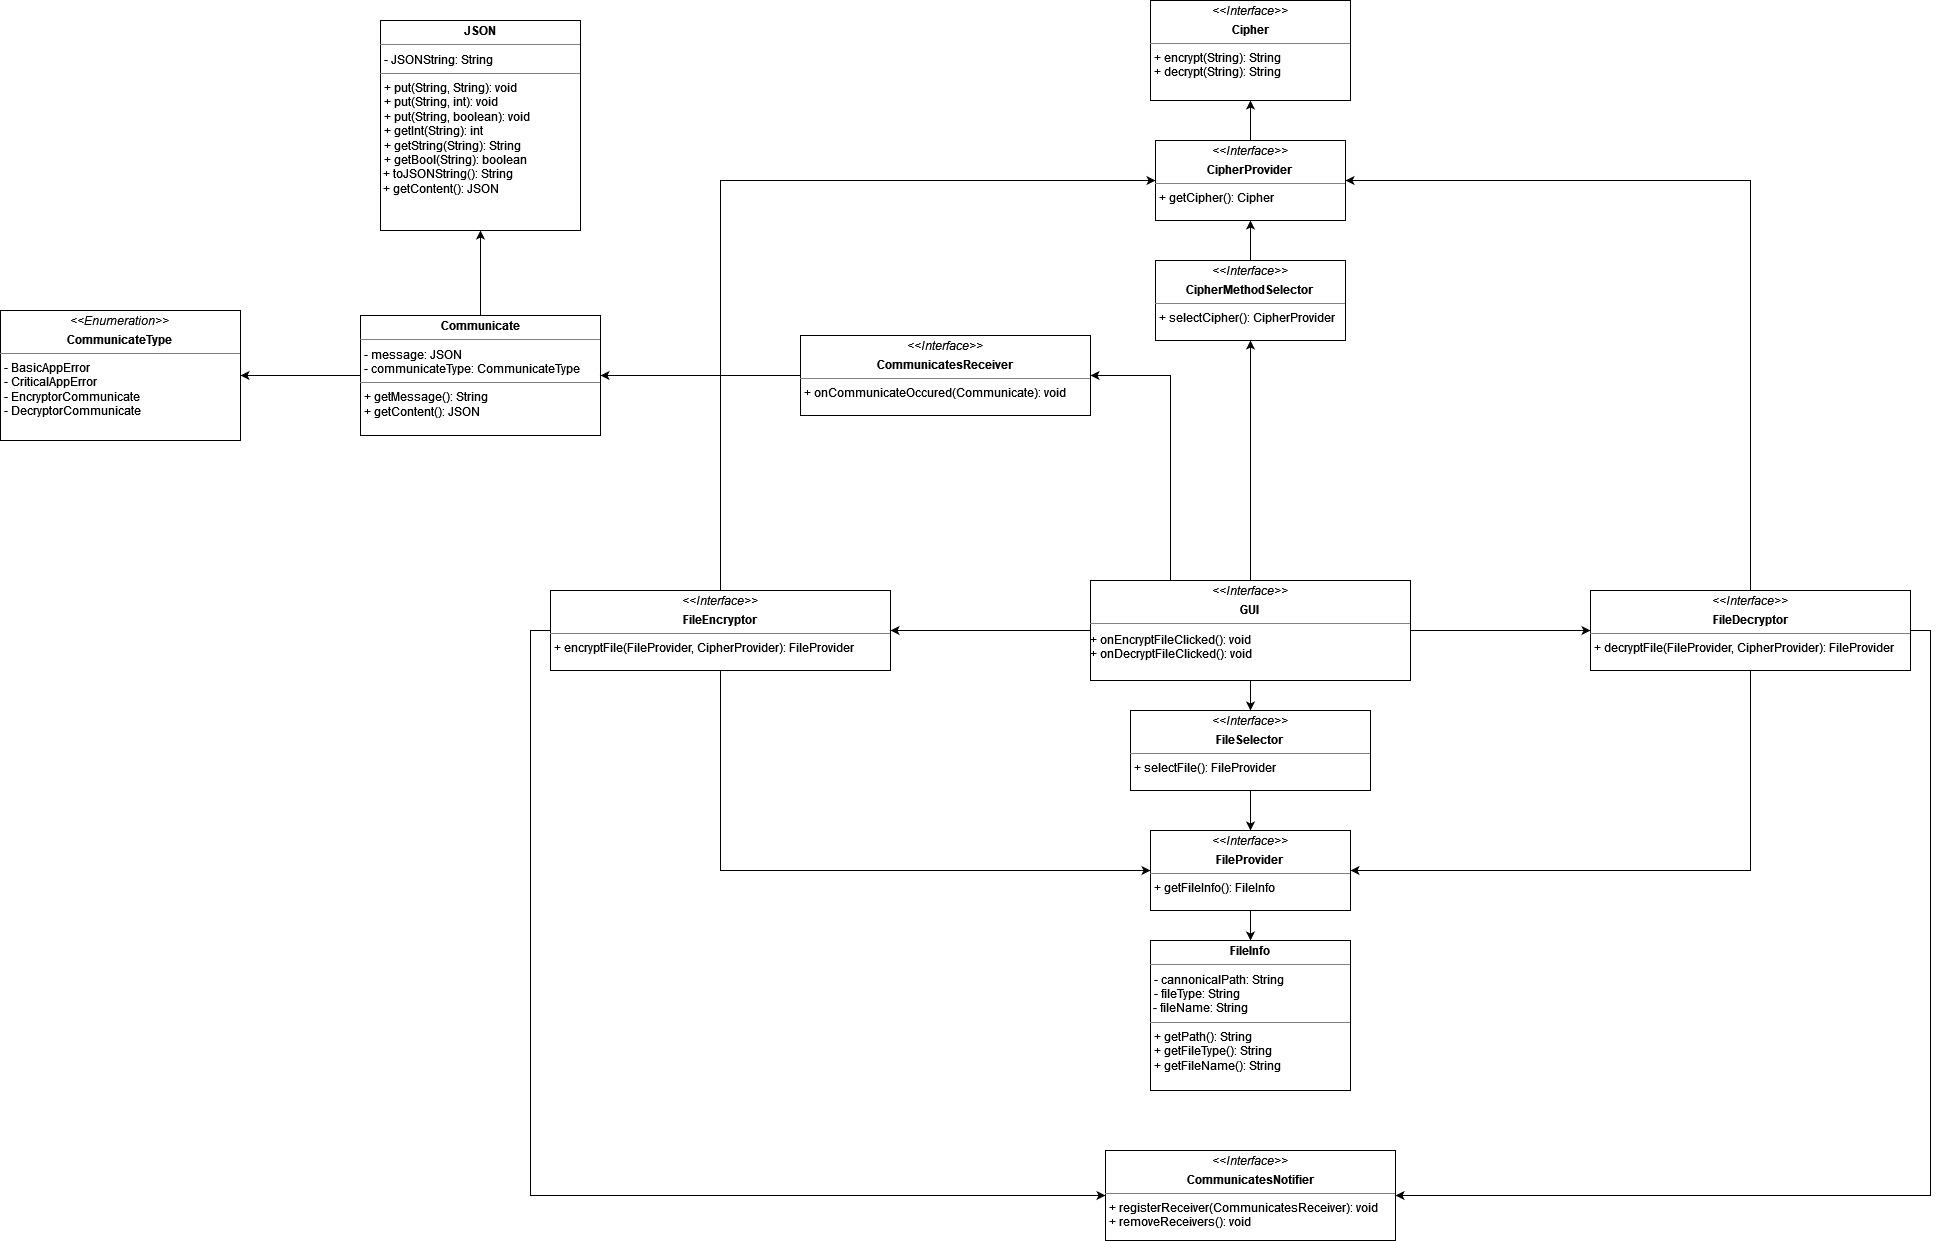 JSON
- JSONString: String
+ put(String, String): void
+ put(String, int): void
+ put(String, boolean): void
+ getInt(String): int
+ getString(String): String
+ getBool(String): boolean
+ toJSONString(): String
+ getContent(): JSON
<<Interface>>
Cipher
+ encrypt(String): String
+ decrypt(String): String
<<Interface>>
CipherProvider
+ getCipher(): Cipher
<<Interface>>
CipherMethodSelector
+ selectCipher(): CipherProvider
<<Enumeration>>
CommunicateType
- BasicAppError
- CriticalAppError
- EncryptorCommunicate
- DecryptorCommunicate
Communicate
- message: JSON
- communicateType: CommunicateType
+ getMessage(): String
+ getContent(): JSON
<<Interface>>
CommunicatesReceiver
+ onCommunicateOccured(Communicate): void
<<Interface>>
FileEncryptor
+ encryptFile(FileProvider, CipherProvider): FileProvider
<<Interface>>
GUI
+ onEncryptFileClicked(): void
+ onDecryptFileClicked(): void
<<Interface>>
FileDecryptor
+ decryptFile(FileProvider, CipherProvider): FileProvider
<<Interface>>
FileSelector
+ selectFile(): FileProvider
<<Interface>>
FileProvider
+ getFileInfo(): FileInfo
FileInfo
- cannonicalPath: String
- fileType: String
- fileName: String
+ getPath(): String
+ getFileType(): String
+ getFileName(): String
<<Interface>>
CommunicatesNotifier
+ registerReceiver(CommunicatesReceiver): void
+ removeReceivers(): void